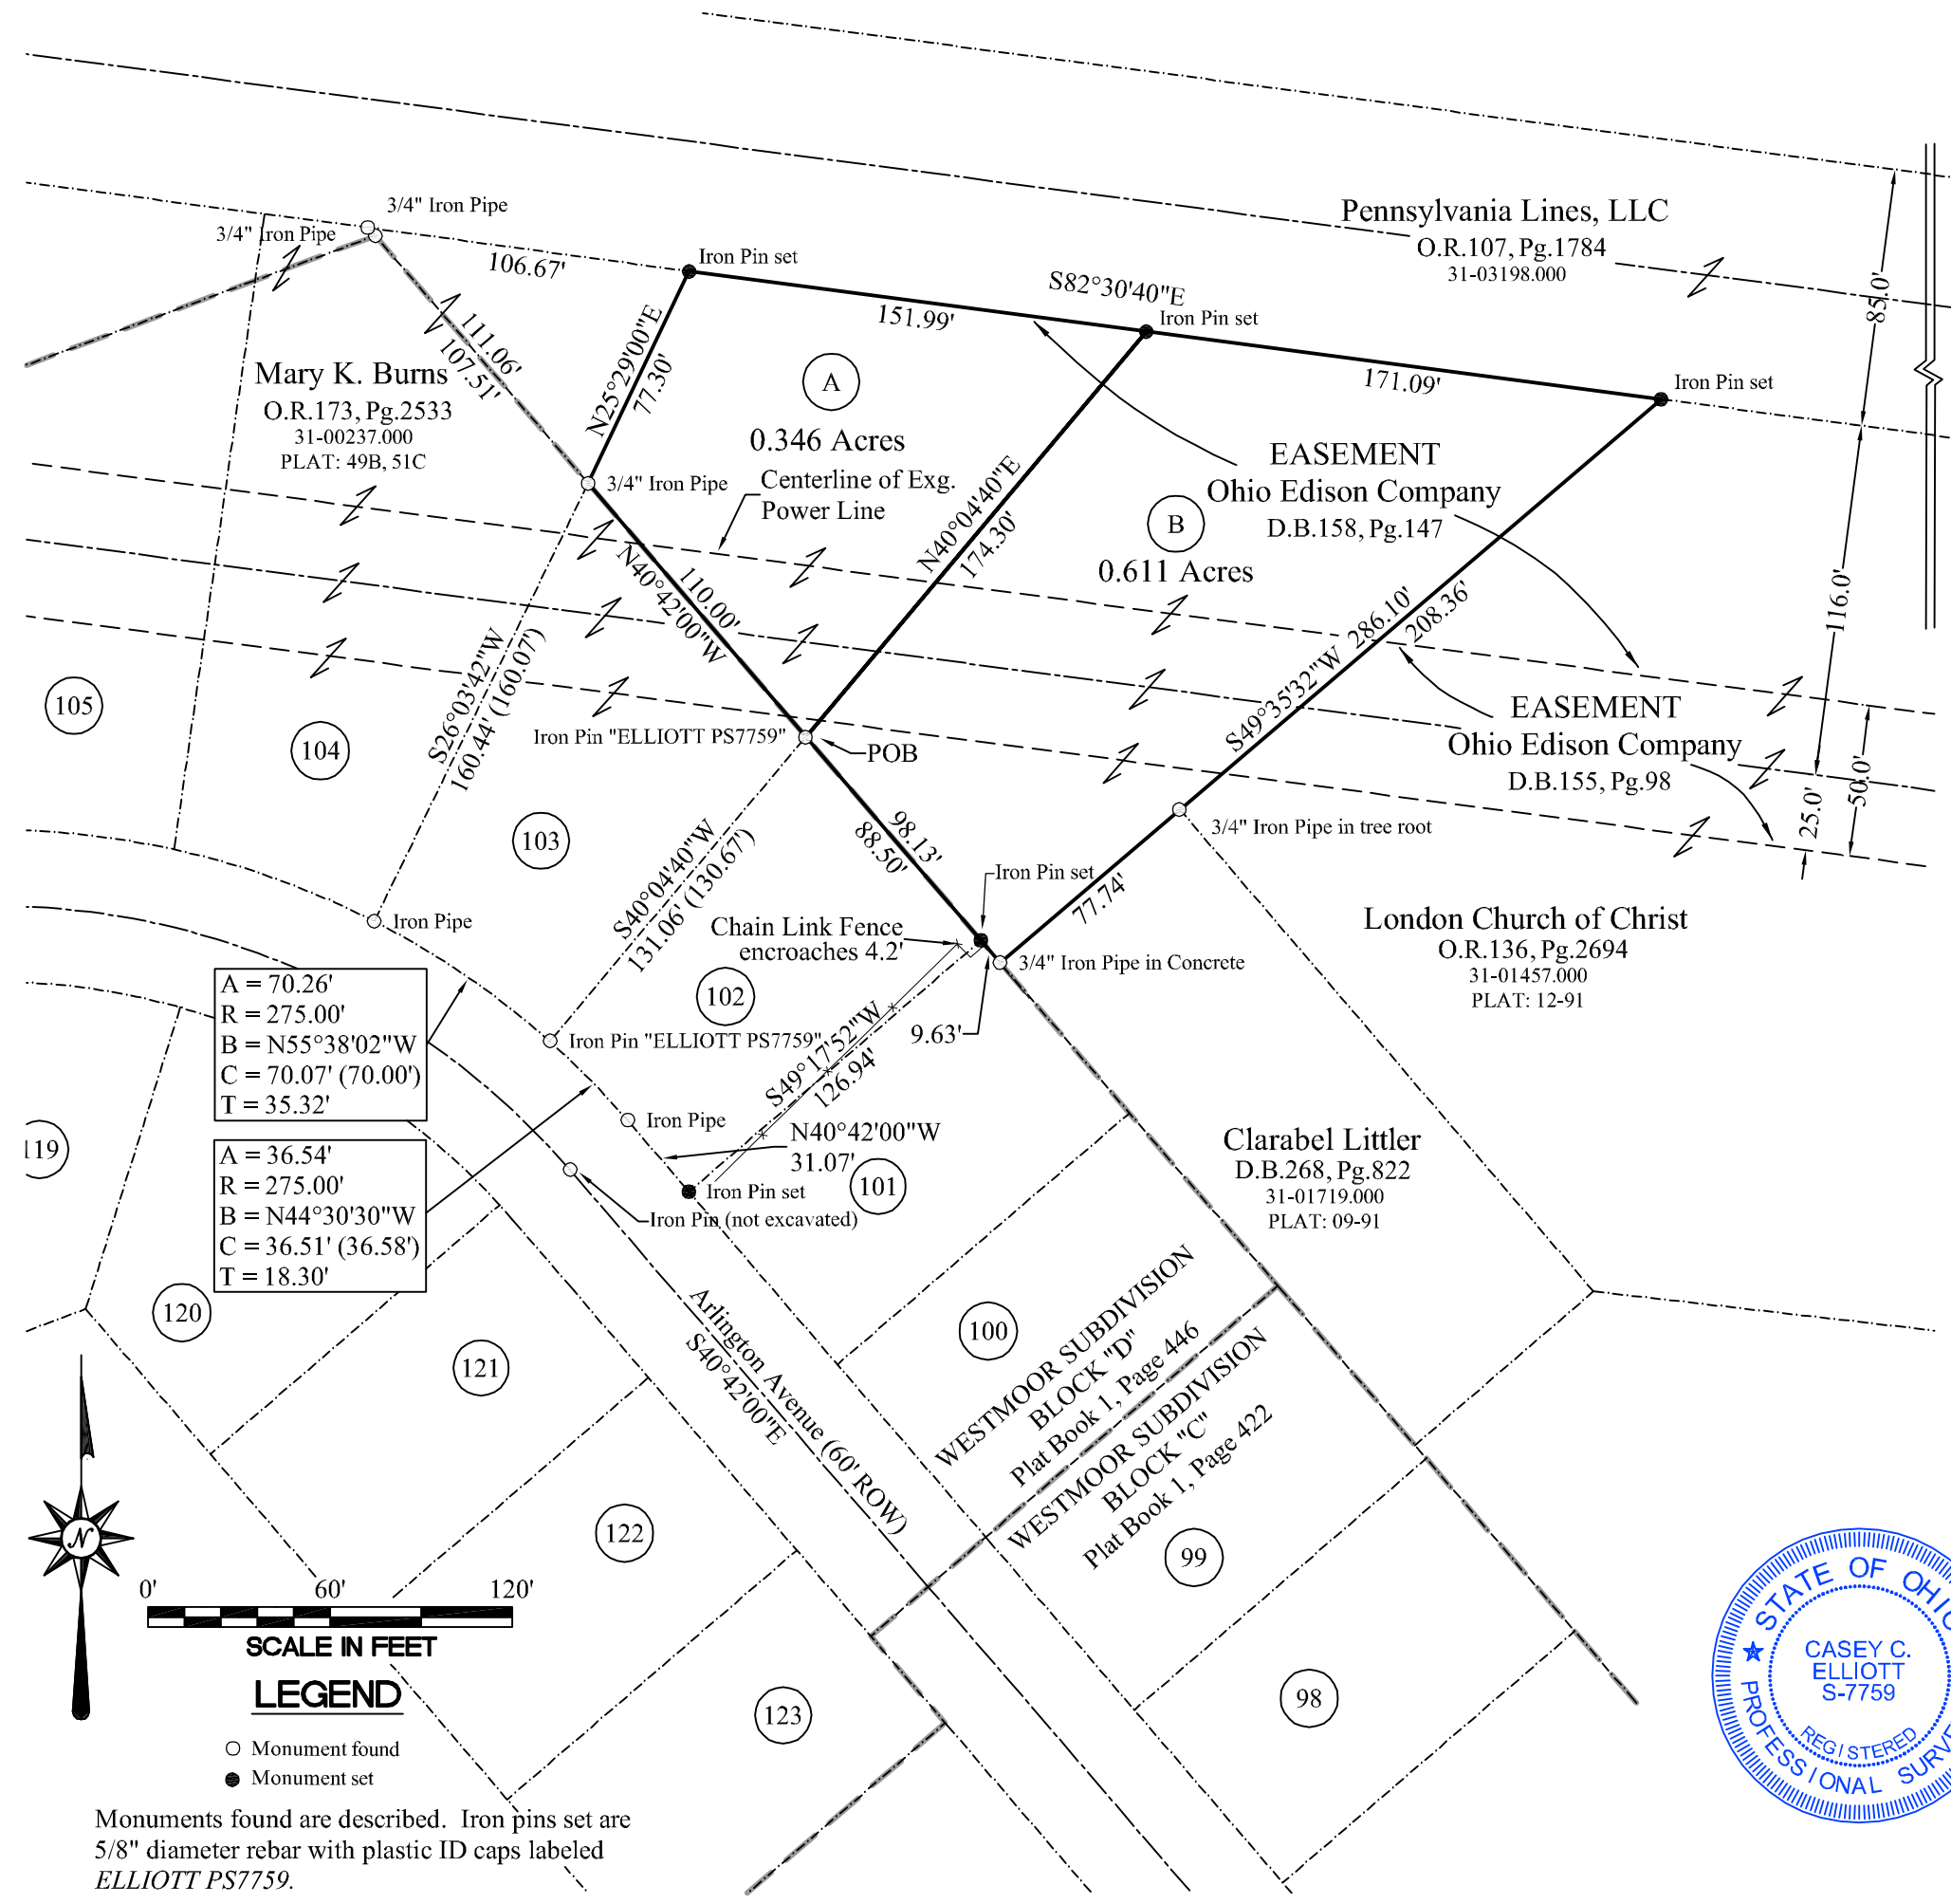 3/4" Iron Pipe
3/4" Iron Pipe
106.67'
Iron Pin set
S82°30'40"E
151.99'
Iron Pin set
171.09'
Iron Pin set
Pennsylvania Lines, LLC
O.R.107, Pg.1784
31-03198.000
85.0'
111.06'
107.51'
N25°29'00"E
77.30'
Mary K. Burns
O.R.173, Pg.2533
31-00237.000
PLAT: 49B, 51C
A
0.346 Acres
Centerline of Exg.
Power Line
3/4" Iron Pipe
N40°04'40"E
174.30'
B
0.611 Acres
EASEMENT
Ohio Edison Company
D.B.158, Pg.147
116.0'
110.00'
N40°42'00"W
286.10'
S49°35'32"W
208.36'
S26°03'42"W
160.44' (160.07')
105
104
Iron Pin "ELLIOTT PS7759"
POB
EASEMENT
Ohio Edison Company
D.B.155, Pg.98
50.0'
25.0'
103
S40°04'40"W
131.06' (130.67')
98.13'
88.50'
3/4" Iron Pipe in tree root
Iron Pin set
77.74'
Iron Pipe
Chain Link Fence
encroaches 4.2'
3/4" Iron Pipe in Concrete
London Church of Christ
O.R.136, Pg.2694
31-01457.000
PLAT: 12-91
102
9.63'
A = 70.26'
R = 275.00'
B = N55°38'02"W
C = 70.07' (70.00')
T = 35.32'
Iron Pin "ELLIOTT PS7759"
S49°17'52"W
126.94'
Iron Pipe
N40°42'00"W
31.07'
119
A = 36.54'
R = 275.00'
B = N44°30'30"W
C = 36.51' (36.58')
T = 18.30'
Iron Pin set
101
Iron Pin (not excavated)
Clarabel Littler
D.B.268, Pg.822
31-01719.000
PLAT: 09-91
120
121
100
Arlington Avenue (60' ROW)
S40°42'00"E
WESTMOOR SUBDIVISION
BLOCK "D"
Plat Book 1, Page 446
WESTMOOR SUBDIVISION
BLOCK "C"
Plat Book 1, Page 422
122
99
98
123
N
0' 60' 120'
SCALE IN FEET
LEGEND
Monument found
Monument set
Monuments found are described. Iron pins set are
5/8" diameter rebar with plastic ID caps labeled
ELLIOTT PS7759.
STATE OF OHIO
CASEY C.
ELLIOTT
S-7759
REGISTERED
PROFESSIONAL